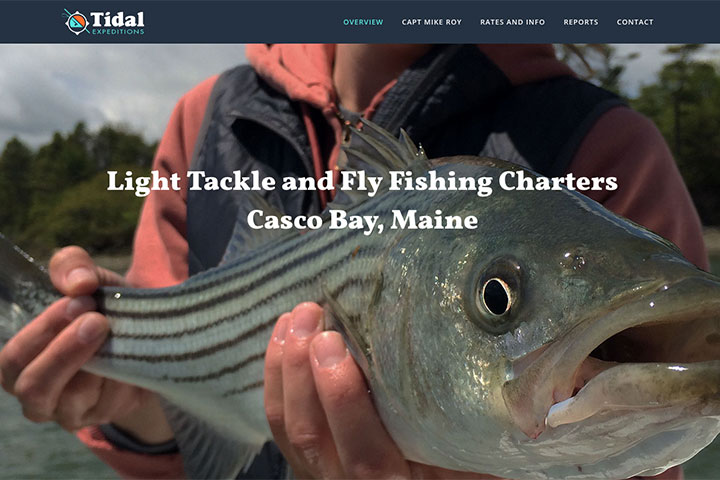 Tidal
EXPEDITIONS
OVERVIEW CAPT MIKE ROY RATES AND INFO REPORTS CONTACT
Light Tackle and Fly Fishing Charters
Casco Bay, Maine